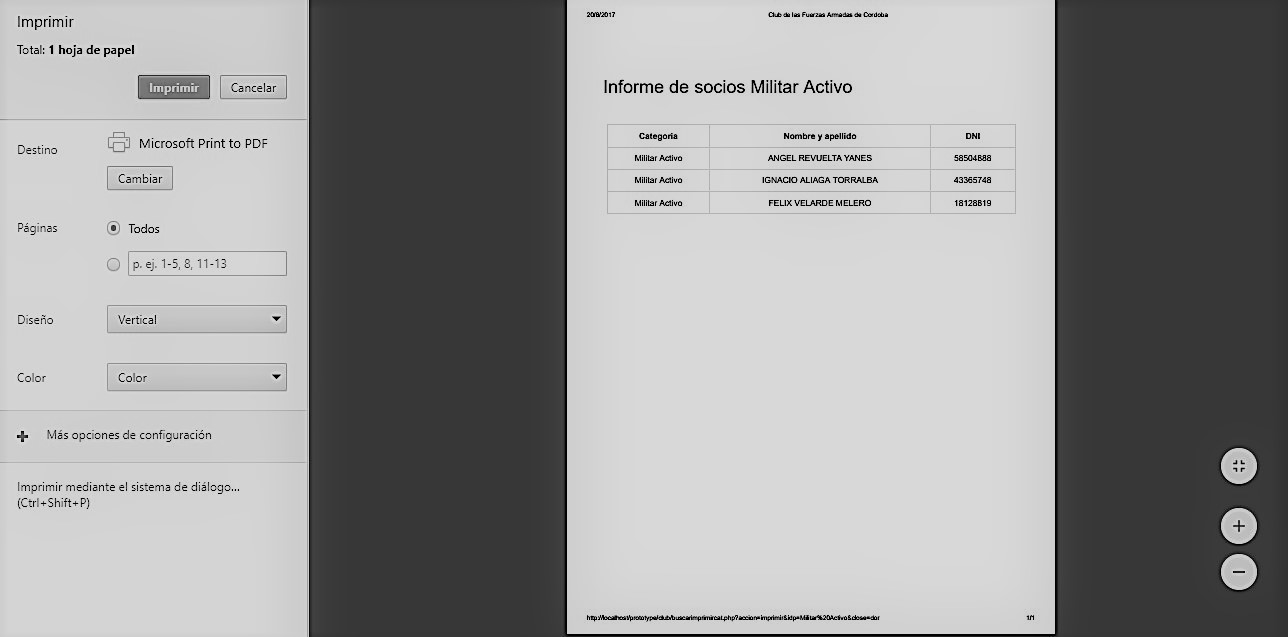 Imprimir
Total: 1 hoja de papel
Imprimir Cancelar
Destino Microsoft Print to PDF
Cambiar
Páginas Todos
p. ej. 1-5, 8, 11-13
Diseño Vertical
Color Color
Más opciones de configuración
Imprimir mediante el sistema de diálogo...
(Ctrl+Shift+P)
20/8/2017 Club de las Fuerzas Armadas de Cordoba
Informe de socios Militar Activo
Categoria Nombre y apellido DNI
Militar Activo ANGEL REVUELTA YANES 58504888
Militar Activo IGNACIO ALIAGA TORRALBA 43365748
Militar Activo FELIX VELARDE MELERO 18128819
http://localhost/prototype/club/buscarimprimircat.php?accion=imprimir&idp=Militar%20Activo&dose=dor 1/1